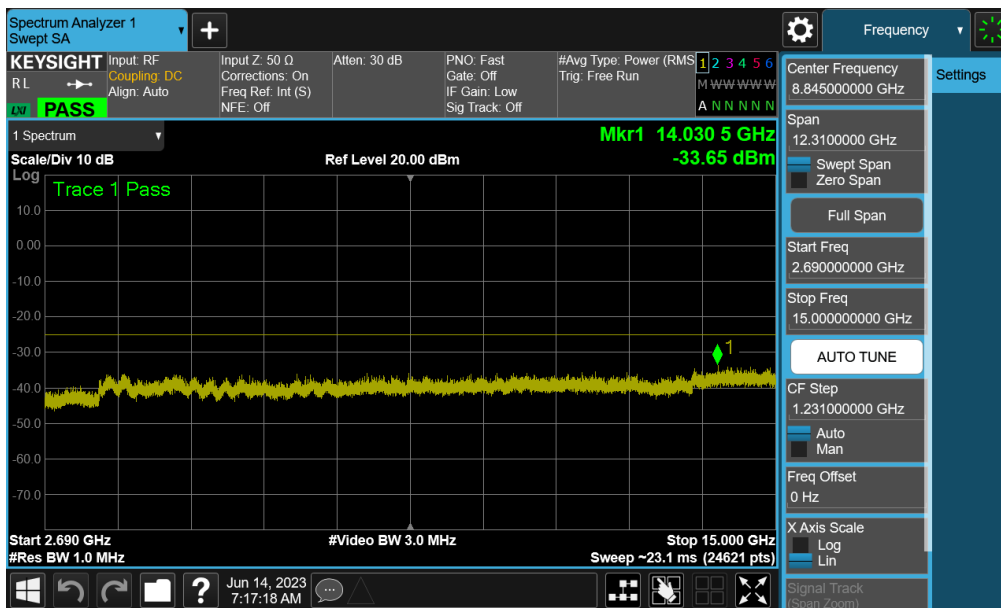 Spectrum Analyzer 1
Swept SA
Frequency
KEYSIGHT
RL
LXI PASS
Input: RF
Coupling: DC
Align: Auto
Input Z: 50 Ω
Corrections: On
Freq Ref: Int (S)
NFE: Off
Atten: 30 dB
PNO: Fast
Gate: Off
IF Gain: Low
Sig Track: Off
#Avg Type: Power (RMS
Trig: Free Run
1 2 3 4 5 6
M W W W W W
A N N N N N
1 Spectrum
Mkr1 14.030 5 GHz
Scale/Div 10 dB
Ref Level 20.00 dBm
-33.65 dBm
Log
Trace 1 Pass
10.0
0.00
-10.0
-20.0
-30.0
1
-40.0
-50.0
-60.0
-70.0
Start 2.690 GHz
#Video BW 3.0 MHz
Stop 15.000 GHz
#Res BW 1.0 MHz
Sweep ~23.1 ms (24621 pts)
?
Jun 14, 2023
7:17:18 AM
Center Frequency
8.845000000 GHz
Settings
Span
12.3100000 GHz
Swept Span
Zero Span
Full Span
Start Freq
2.690000000 GHz
Stop Freq
15.000000000 GHz
AUTO TUNE
CF Step
1.231000000 GHz
Auto
Man
Freq Offset
0 Hz
X Axis Scale
Log
Lin
Signal Track
(Span Zoom)